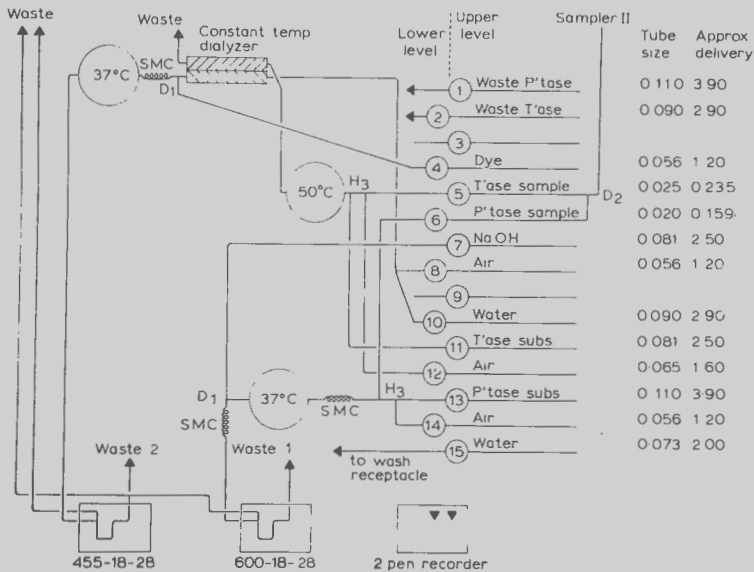 Waste
Waste
Constant temp
dialyzer
Lower
level
Upper
level
Sampler II
Tube
size
Approx
delivery
37°C
SMC
D1
1 Waste P'tase 0 110 3 90
2 Waste T'ase 0 090 2 90
3
4 Dye 0 056 1 20
50°C
H3
5 T'ase sample 0 025 0 235
D2
6 P'tase sample 0 020 0 159
7 NaOH 0 081 2 50
8 Air 0 056 1 20
9
10 Water 0 090 2 90
11 T'ase subs 0 081 2 50
12 Air 0·065 1 60
D1
37°C
SMC
H3
13 P'tase subs 0 110 3·90
14 Air 0 056 1 20
SMC
Waste 2
Waste 1
15 Water 0·073 2 00
to wash
receptacle
455-18-28
600-18-28
2 pen recorder